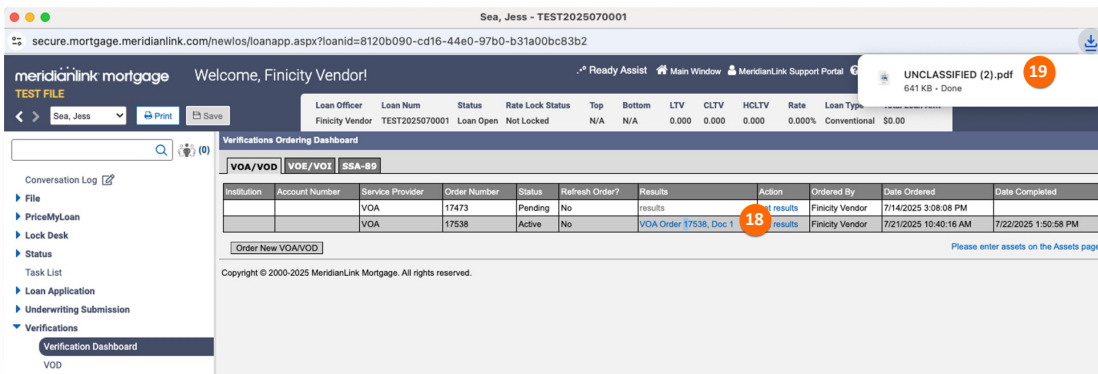 Sea, Jess - TEST2025070001
secure.mortgage.meridianlink.com/newlos/loanapp.aspx?loanid=8120b090-cd16-44e0-97b0-b31a00bc83b2
UNCLASSIFIED (2).pdf
641 KB • Done
19
meridianlink mortgage
Welcome, Finicity Vendor!
Ready Assist Main Window MeridianLink Support Portal
TEST FILE
Sea, Jess Print Save
Loan Officer Loan Num Status Rate Lock Status Top Bottom LTV CLTV HCLTV Rate Loan Type
Finicity Vendor TEST2025070001 Loan Open Not Locked N/A N/A 0.000 0.000 0.000 0.000% Conventional $0.00
(0)
Conversation Log
File
PriceMyLoan
Lock Desk
Status
Task List
Loan Application
Underwriting Submission
Verifications
Verification Dashboard
VOD
Verifications Ordering Dashboard
VOA/VOD VOE/VOI SSA-89
Institution Account Number Service Provider Order Number Status Refresh Order? Results Action Ordered By Date Ordered Date Completed
VOA 17473 Pending No results results Finicity Vendor 7/14/2025 3:08:08 PM
VOA 17538 Active No VOA Order 17538, Doc 1 results Finicity Vendor 7/21/2025 10:40:16 AM 7/22/2025 1:50:58 PM
18
Order New VOA/VOD
Please enter assets on the Assets page
Copyright © 2000-2025 MeridianLink Mortgage. All rights reserved.